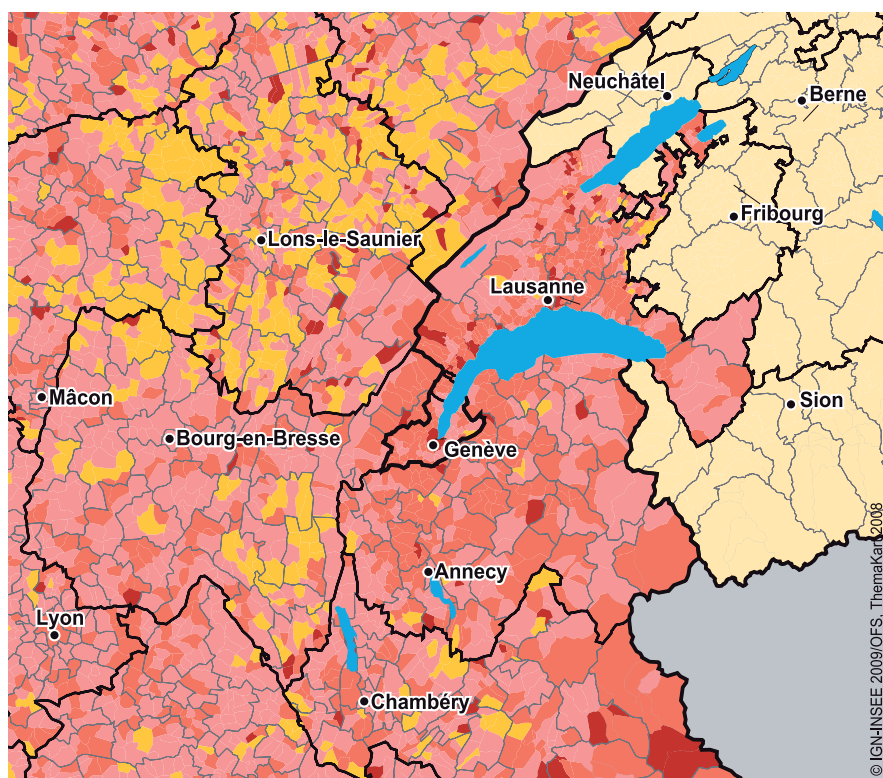 Neuchâtel
Berne
Fribourg
Lons-le-Saunier
Lausanne
Mâcon
Sion
Bourg-en-Bresse
Genève
Annecy
Lyon
Chambéry
© IGN-INSEE 2009/OFS, ThemaKart 2008